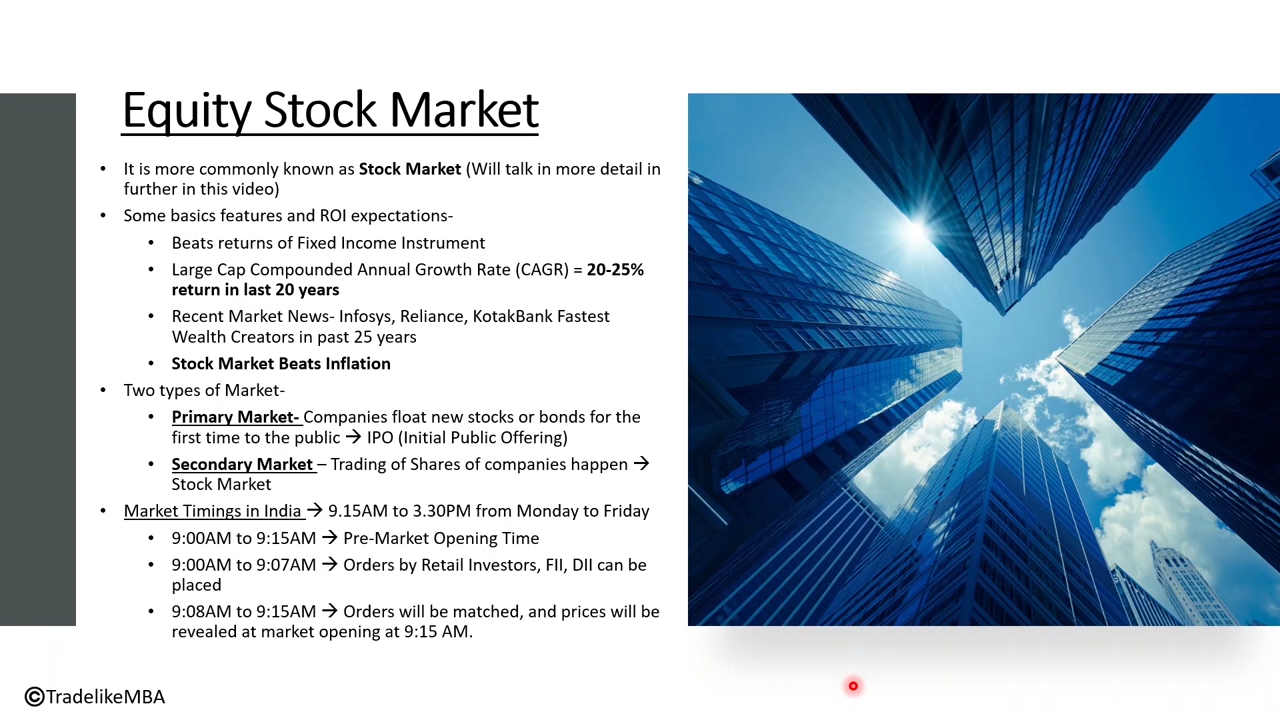 Equity Stock Market
• It is more commonly known as Stock Market (Will talk in more detail in
further in this video)
• Some basics features and ROI expectations-
• Beats returns of Fixed Income Instrument
• Large Cap Compounded Annual Growth Rate (CAGR) = 20-25%
return in last 20 years
• Recent Market News- Infosys, Reliance, KotakBank Fastest
Wealth Creators in past 25 years
• Stock Market Beats Inflation
• Two types of Market-
• Primary Market- Companies float new stocks or bonds for the
first time to the public → IPO (Initial Public Offering)
• Secondary Market – Trading of Shares of companies happen →
Stock Market
• Market Timings in India → 9.15AM to 3.30PM from Monday to Friday
• 9:00AM to 9:15AM → Pre-Market Opening Time
• 9:00AM to 9:07AM → Orders by Retail Investors, FII, DII can be
placed
• 9:08AM to 9:15AM → Orders will be matched, and prices will be
revealed at market opening at 9:15 AM.
©TradelikeMBA